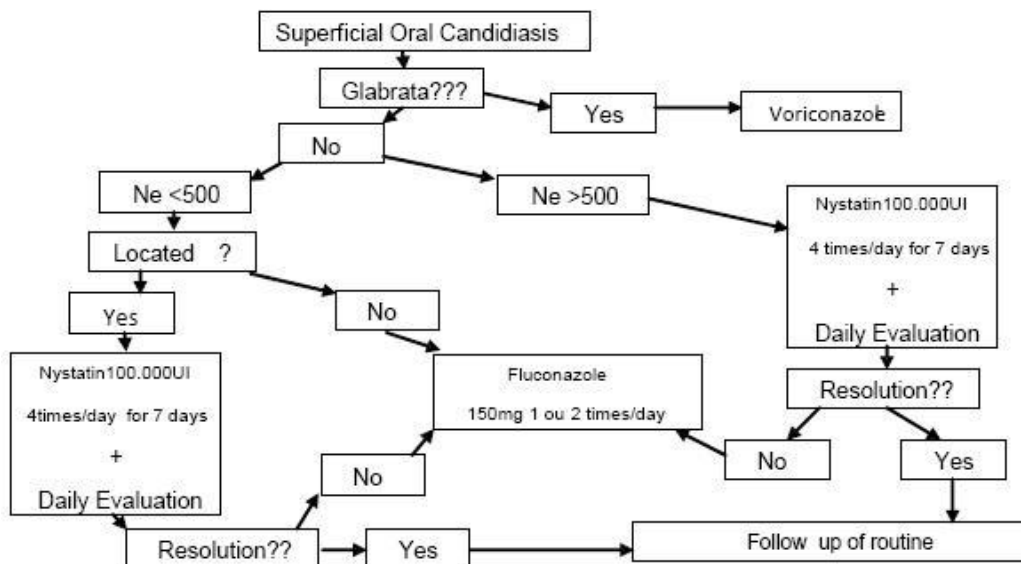 Superficial Oral Candidiasis
Glabrata???
Yes
Voriconazole
No
Ne <500
Ne >500
Nystatin100.000UI
4 times/day for 7 days
+
Daily Evaluation
Located ?
Yes
No
Nystatin100.000UI
4times/day for 7 days
+
Daily Evaluation
Fluconazole
150mg 1 ou 2 times/day
Resolution??
No
Yes
No
Resolution??
Yes
Follow up of routine